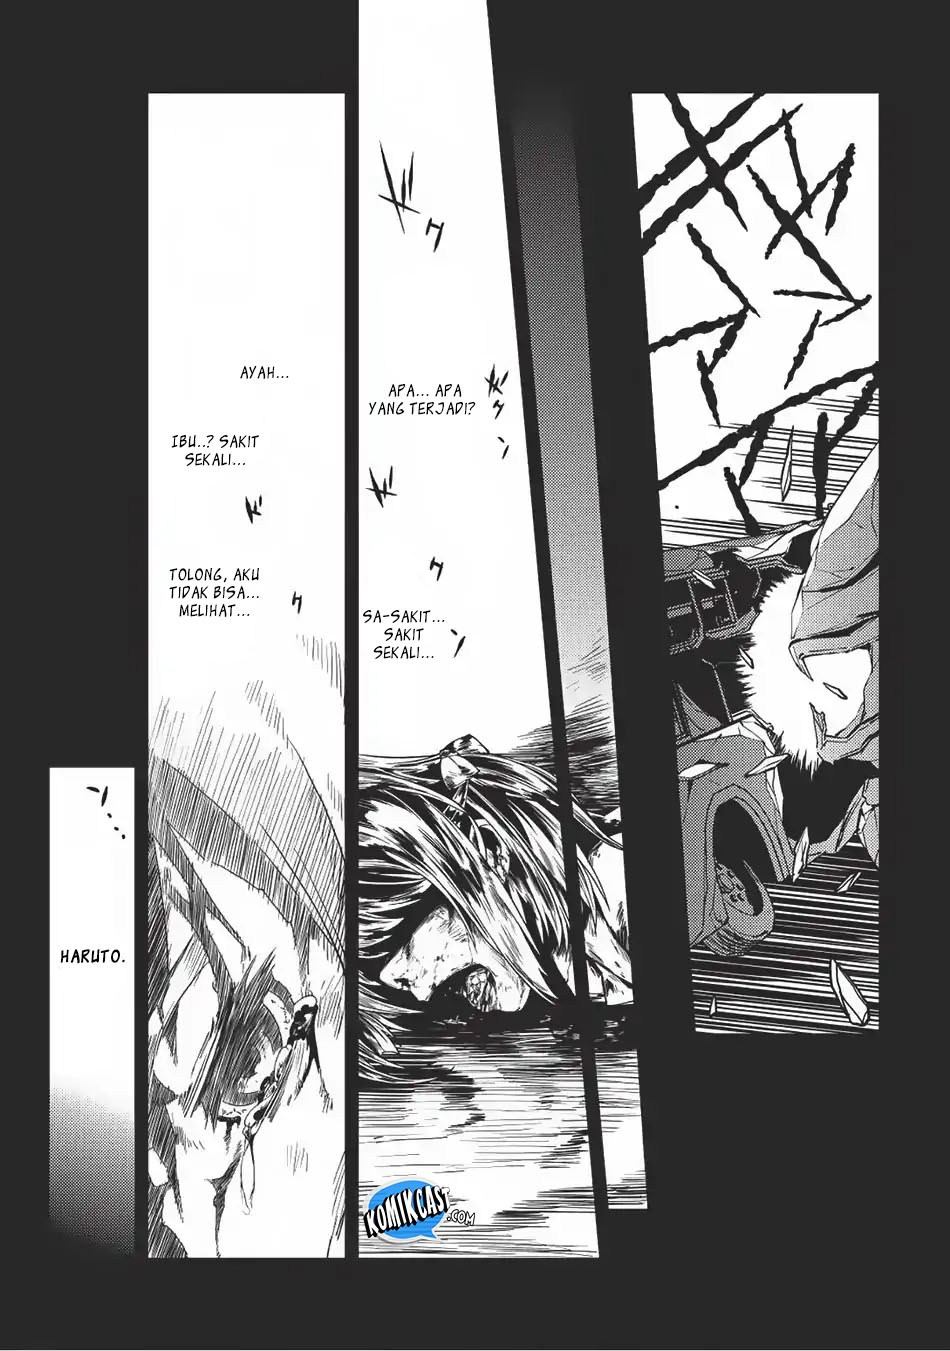 APA... APA
YANG TERJADI?
SA-SAKIT...
SAKIT
SEKALI...
AYAH...
IBU..? SAKIT
SEKALI...
TOLONG, AKU
TIDAK BISA...
MELIHAT...
HARUTO.
KOMIKCAST
.COM